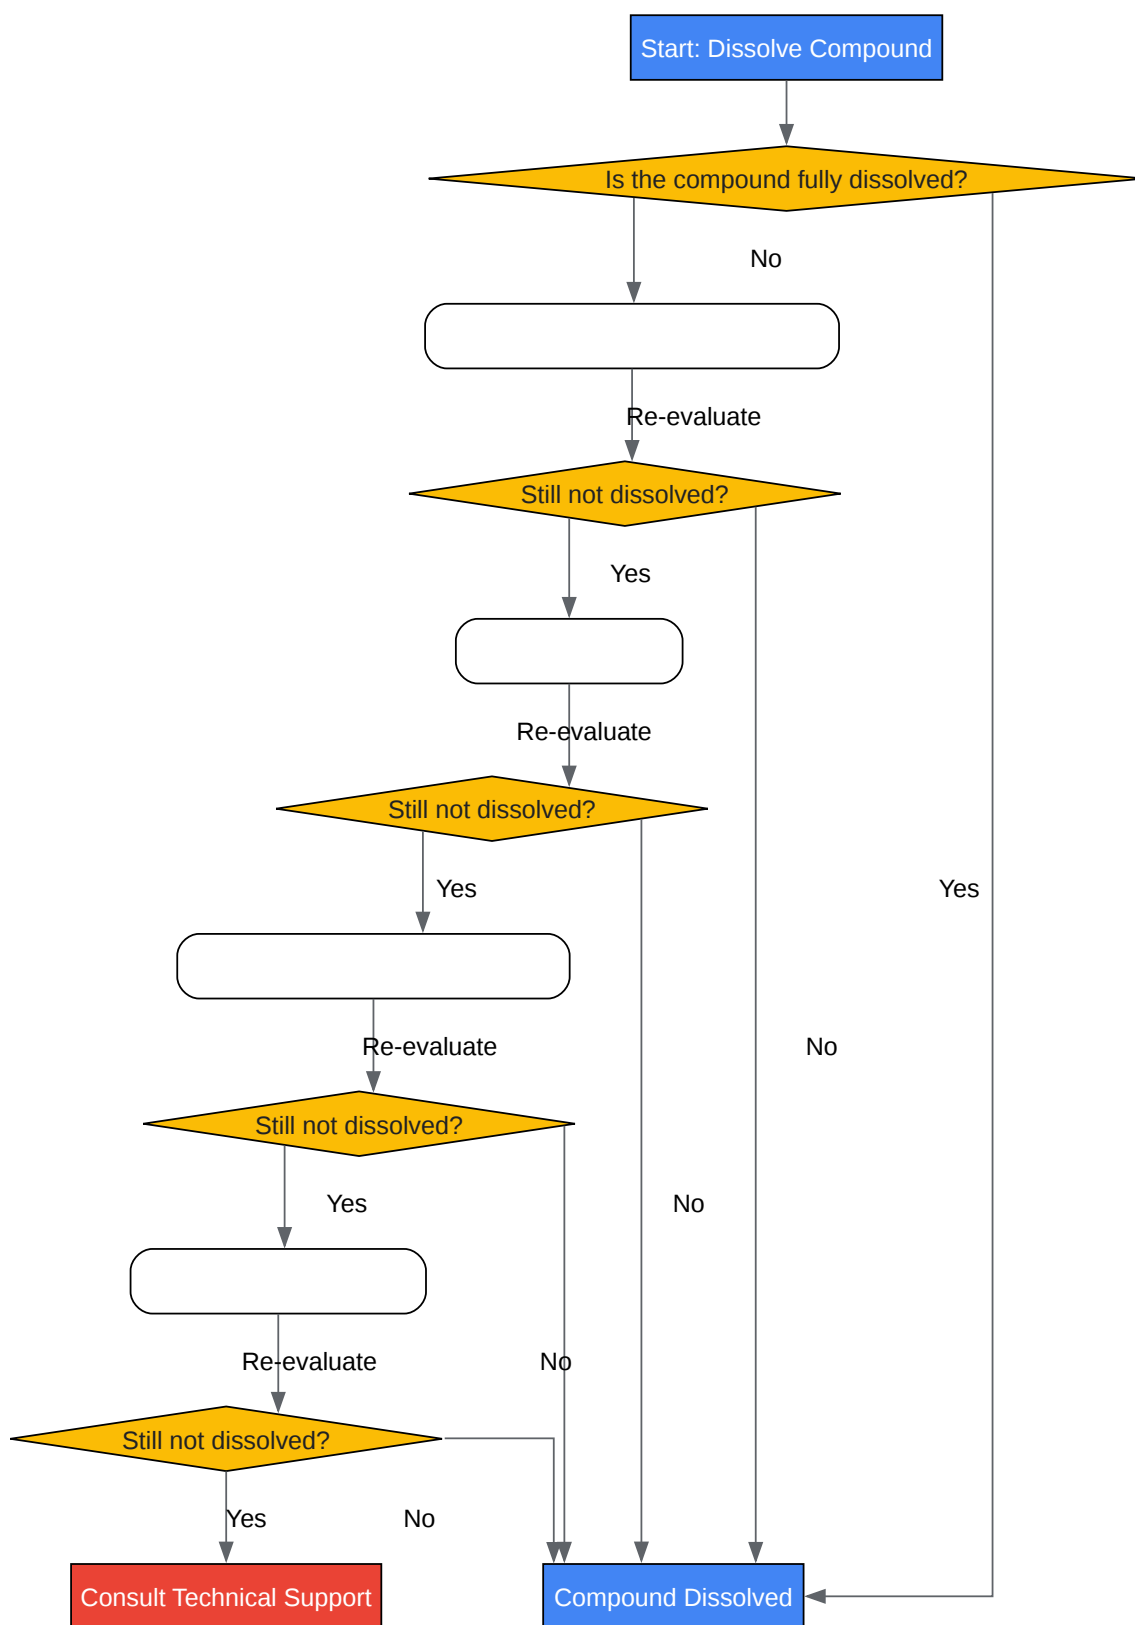 Start: Dissolve Compound
Is the compound fully dissolved?
No
Re-evaluate
Still not dissolved?
Yes
Re-evaluate
Still not dissolved?
Yes
Yes
Re-evaluate
No
Still not dissolved?
Yes
No
Re-evaluate
No
Still not dissolved?
Yes
No
Consult Technical Support
Compound Dissolved